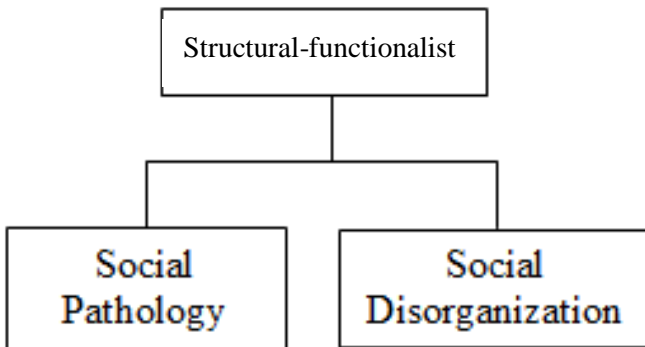 Structural-functionalist
Social
Pathology
Social
Disorganization